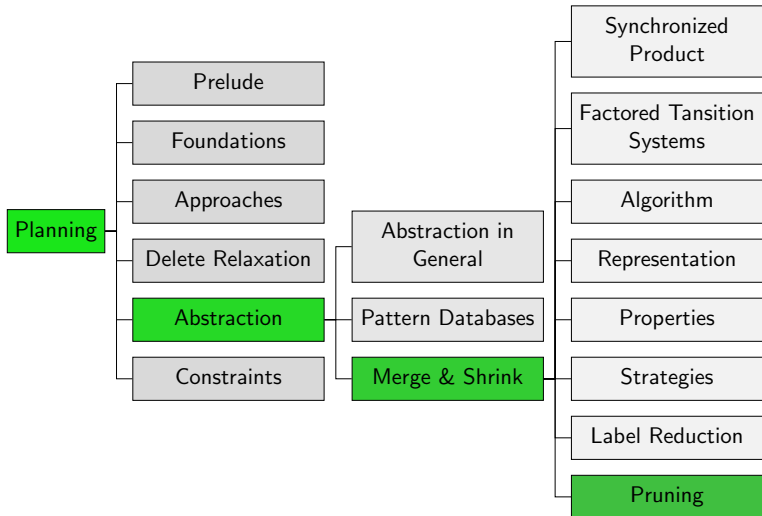 Planning
Prelude
Foundations
Approaches
Delete Relaxation
Abstraction
Constraints
Abstraction in
General
Pattern Databases
Merge & Shrink
Synchronized
Product
Factored Tansition
Systems
Algorithm
Representation
Properties
Strategies
Label Reduction
Pruning